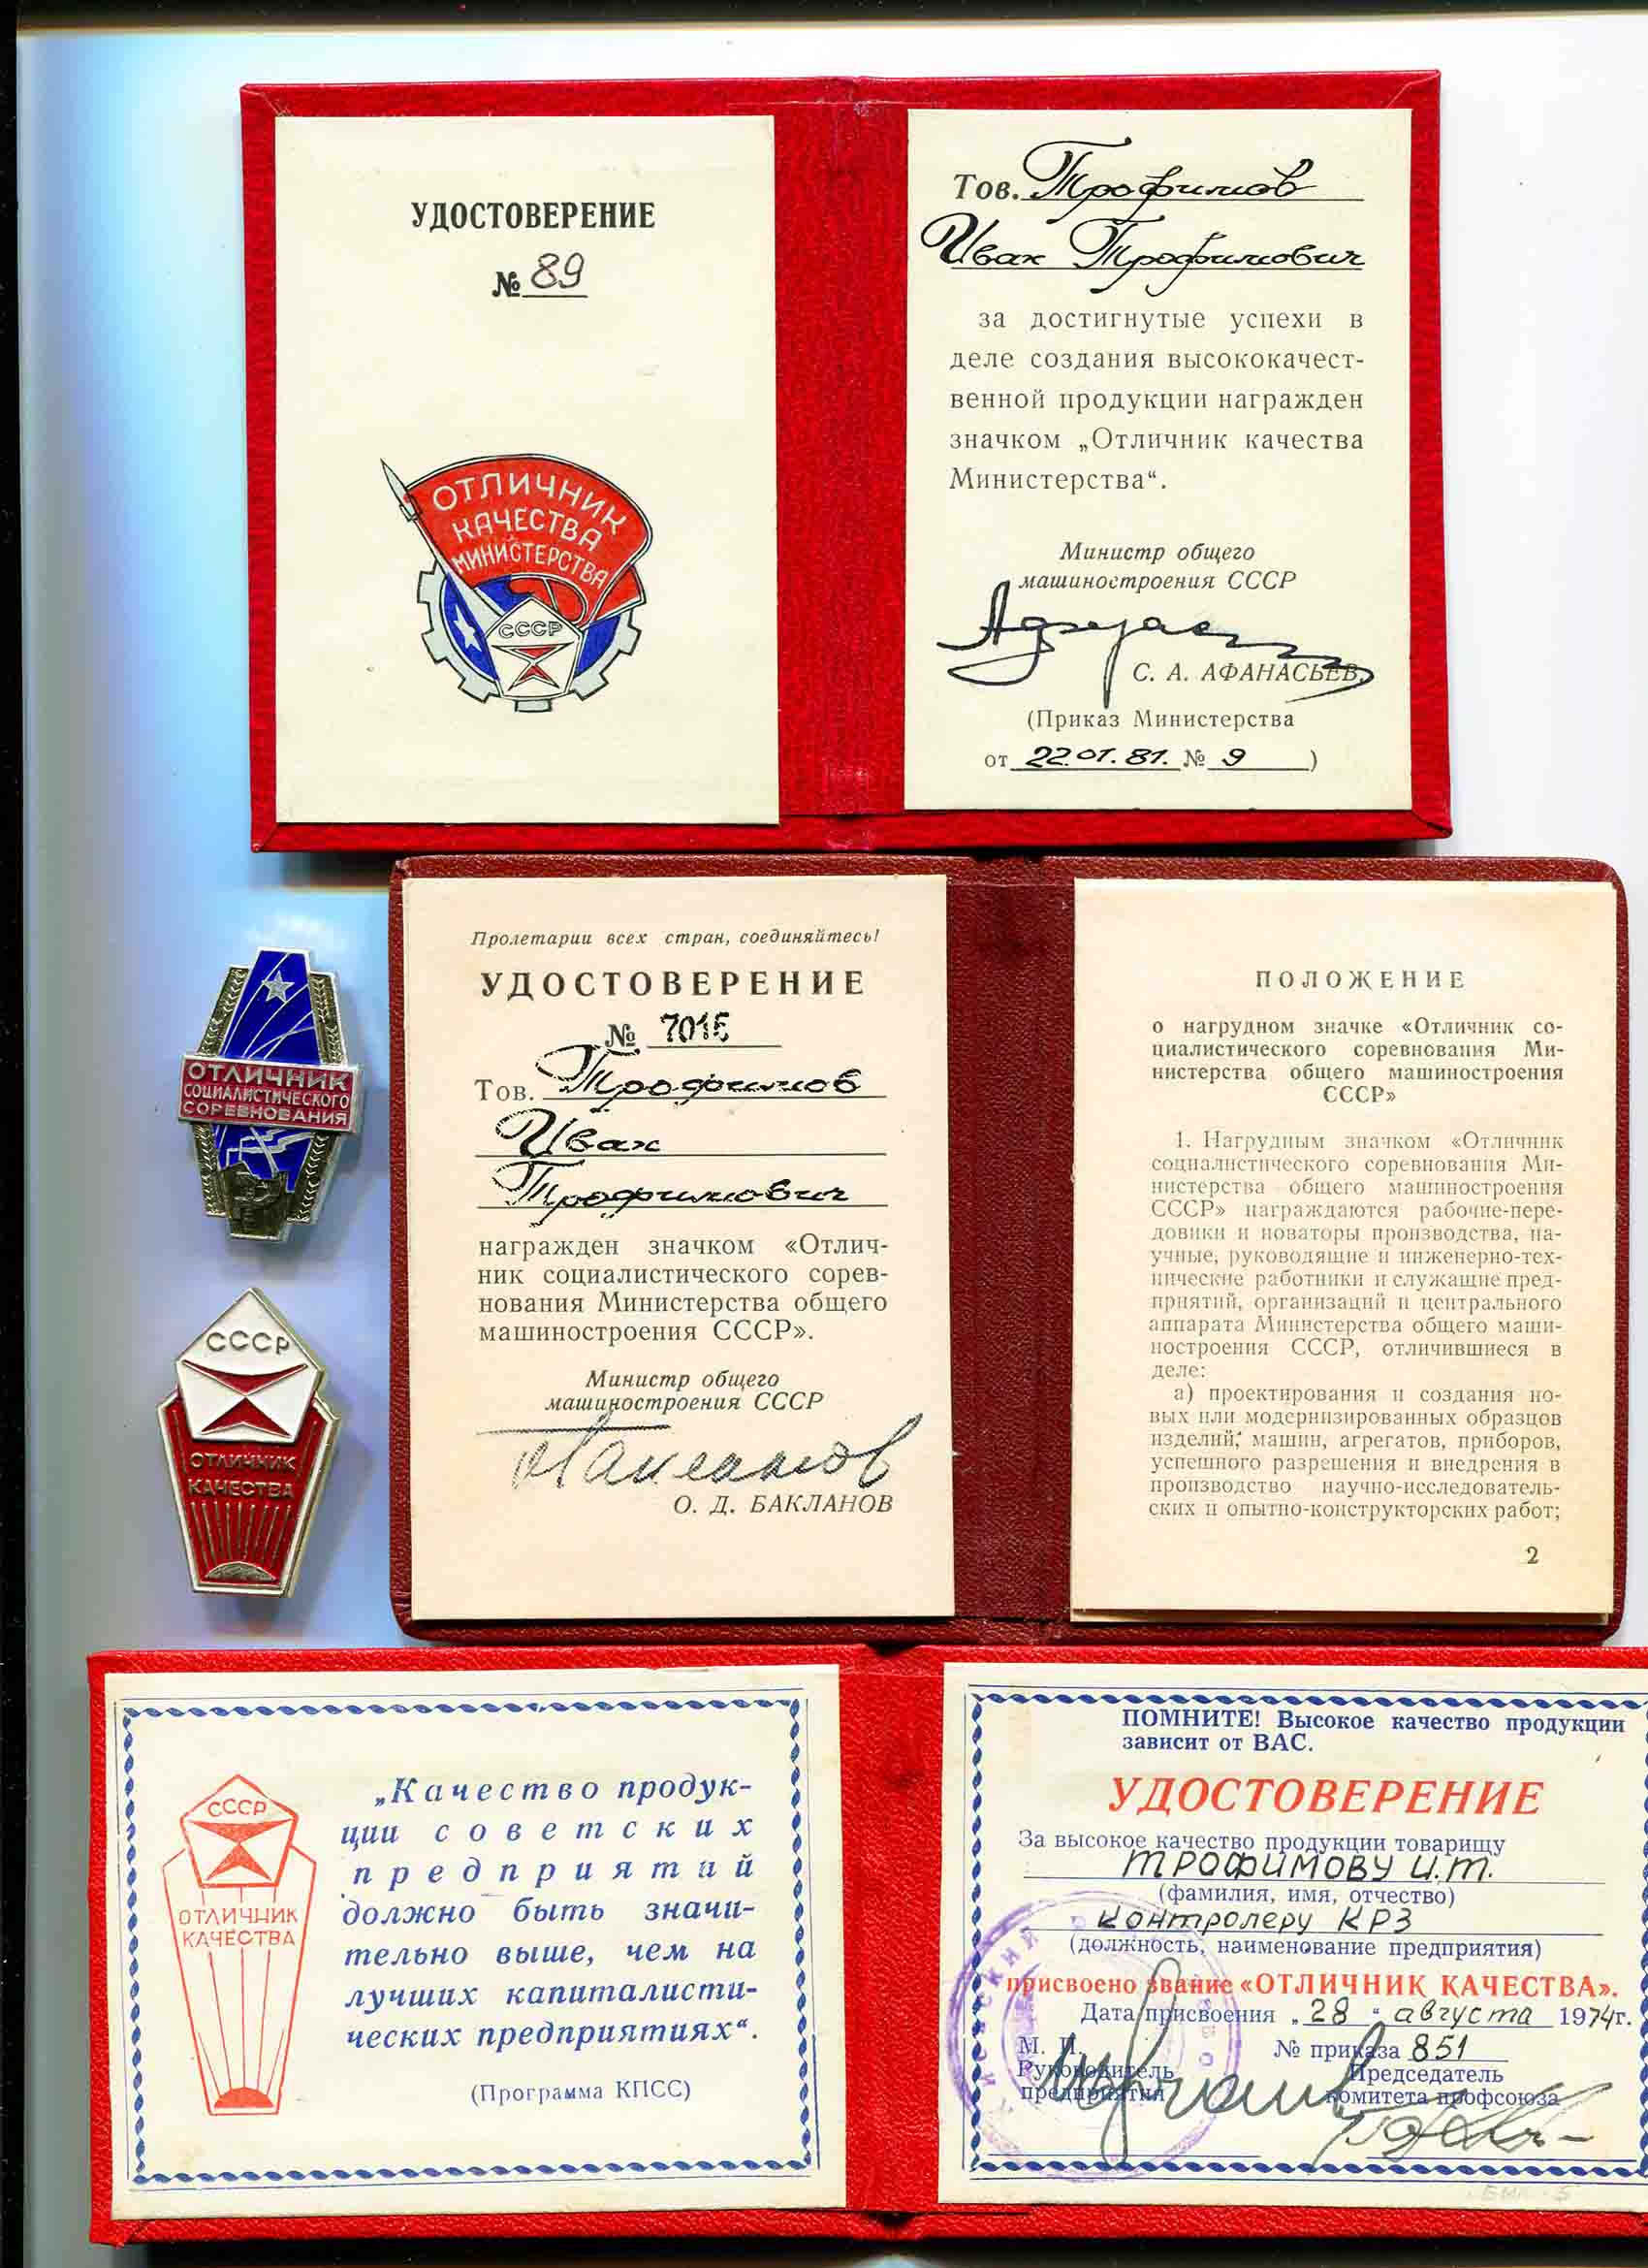 УДОСТОВЕРЕНИЕ
№ 89
ОТЛИЧНИК
КАЧЕСТВА
МИНИСТЕРСТВА
СССР
Тов. Трофимов
Иван Трофимович
за достигнутые успехи в
деле создания высококачест-
венной продукции награжден
значком „Отличник качества
Министерства“.
Министр общего
машиностроения СССР
С. А. АФАНАСЬЕВ
(Приказ Министерства
от 22.01.81. № 9 )
ОТЛИЧНИК
СОЦИАЛИСТИЧЕСКОГО
СОРЕВНОВАНИЯ
СССР
ОТЛИЧНИК
КАЧЕСТВА
Пролетарии всех стран, соединяйтесь!
УДОСТОВЕРЕНИЕ
№ 7015
Тов. Трофимов
Иван
Трофимович
награжден значком «Отлич-
ник социалистического сорев-
нования Министерства общего
машиностроения СССР».
Министр общего
машиностроения СССР
О. Д. БАКЛАНОВ
ПОЛОЖЕНИЕ
о нагрудном значке «Отличник со-
циалистического соревнования Ми-
нистерства общего машиностроения
СССР»
1. Нагрудным значком «Отличник
социалистического соревнования Ми-
нистерства общего машиностроения
СССР» награждаются рабочие-пере-
довики и новаторы производства, на-
учные, руководящие и инженерно-тех-
нические работники и служащие пред-
приятий, организаций и центрального
аппарата Министерства общего маши-
ностроения СССР, отличившиеся в
деле:
а) проектирования и создания но-
вых или модернизированных образцов
изделий, машин, агрегатов, приборов,
успешного разрешения и внедрения в
производство научно-исследователь-
ских и опытно-конструкторских работ;
2
СССР
ОТЛИЧНИК
КАЧЕСТВА
„Качество продук-
ции советских
предприятий
должно быть значи-
тельно выше, чем на
лучших капиталисти-
ческих предприятиях“.
(Программа КПСС)
ПОМНИТЕ! Высокое качество продукции
зависит от ВАС.
УДОСТОВЕРЕНИЕ
За высокое качество продукции товарищу
ТРОФИМОВУ И.Т.
(фамилия, имя, отчество)
контролеру КРЗ
(должность, наименование предприятия)
присвоено звание «ОТЛИЧНИК КАЧЕСТВА».
Дата присвоения „28“ августа 1974г.
М. П. № приказа 851
Руководитель Председатель
предприятия комитета профсоюза